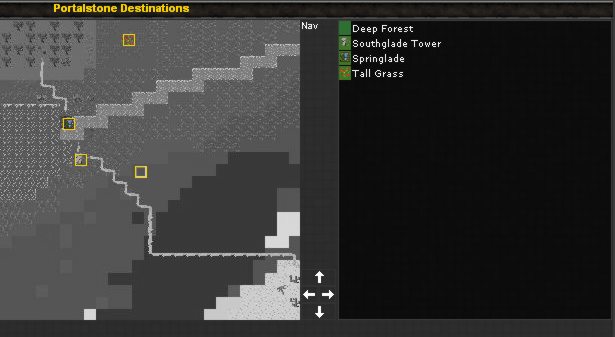 Portalstone Destinations
Nav
Deep Forest
Southglade Tower
Springlade
Tall Grass